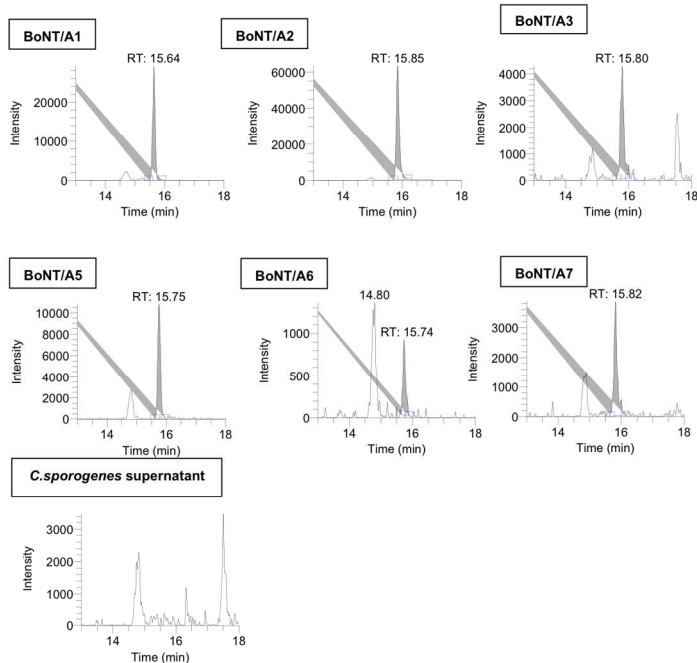 BoNT/A1
BoNT/A2
BoNT/A3
RT: 15.64
RT: 15.85
RT: 15.80
Intensity
20000
10000
0
14
16
18
Time (min)
Intensity
60000
40000
20000
0
14
16
18
Time (min)
Intensity
4000
3000
2000
1000
0
14
16
18
Time (min)
BoNT/A5
BoNT/A6
BoNT/A7
RT: 15.75
14.80
RT: 15.74
RT: 15.82
Intensity
10000
8000
6000
4000
2000
0
14
16
18
Time (min)
Intensity
1000
500
0
14
16
18
Time (min)
Intensity
3000
2000
1000
0
14
16
18
Time (min)
C.sporogenes supernatant
Intensity
3000
2000
1000
0
14
16
18
Time (min)